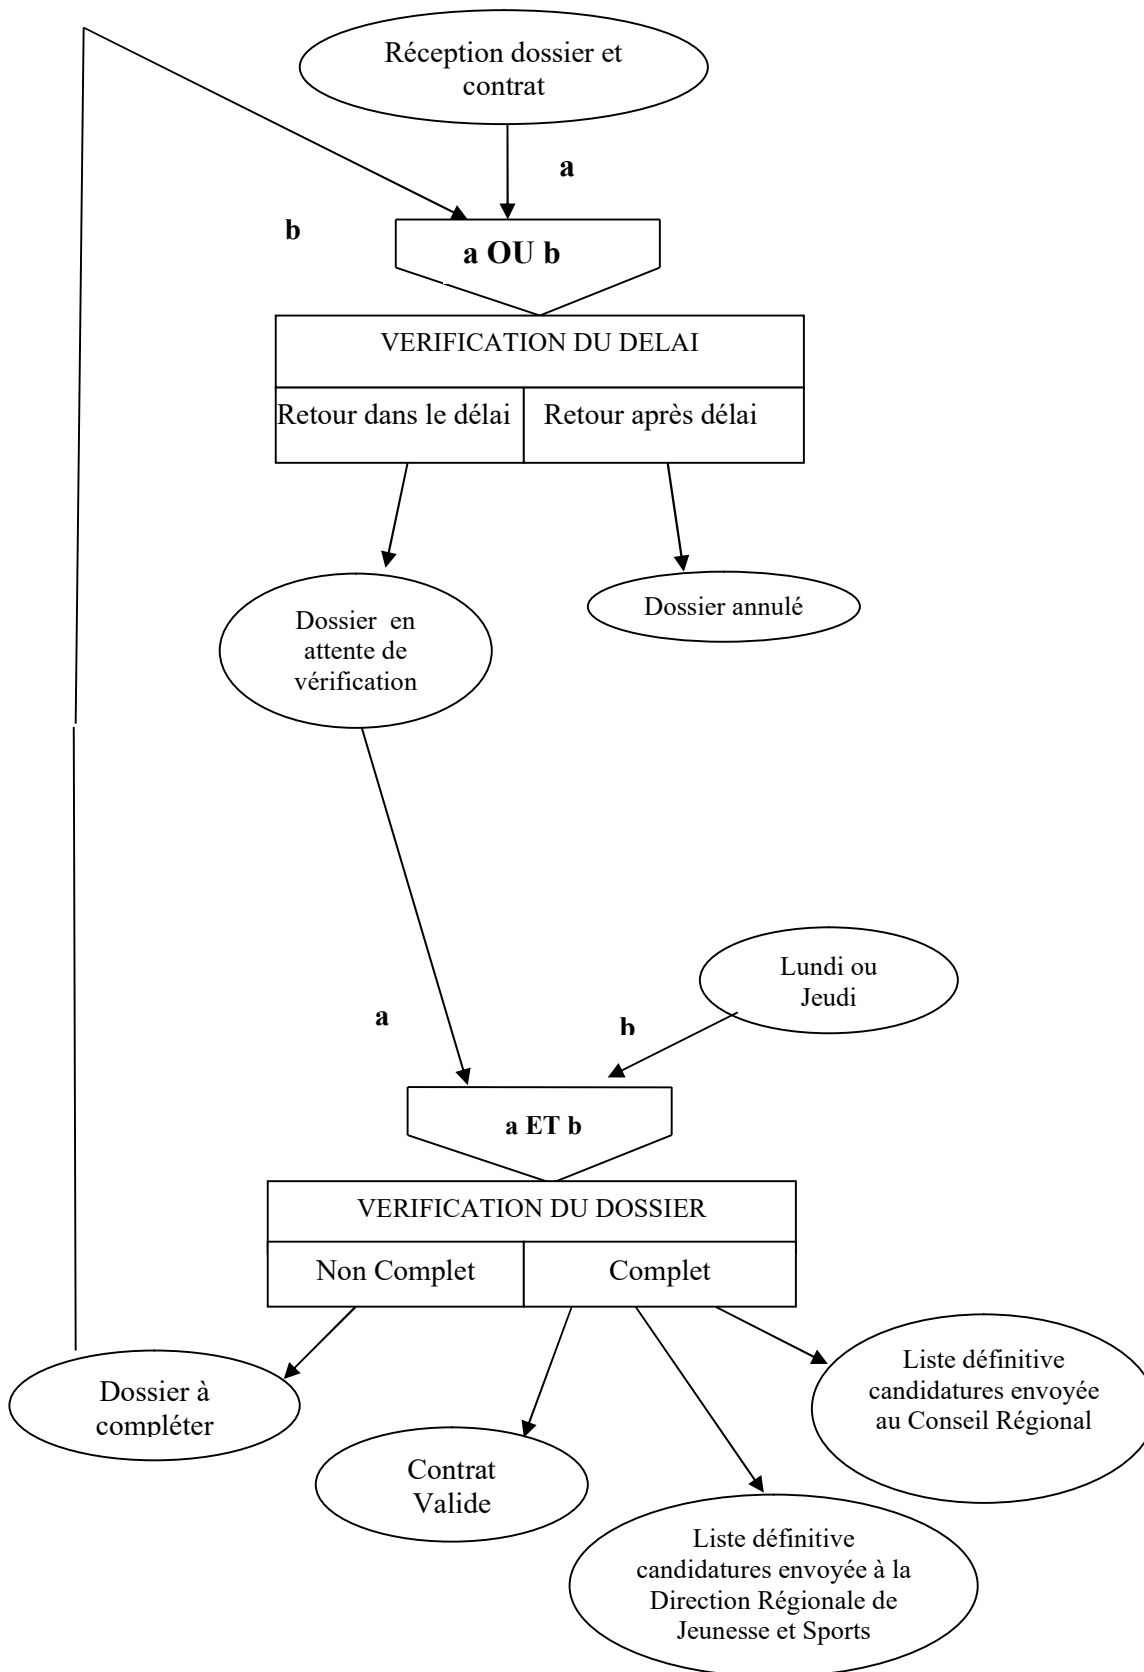 Réception dossier et
contrat
a
b
a OU b
VERIFICATION DU DELAI
Retour dans le délai
Retour après délai
Dossier en
attente de
vérification
Dossier annulé
Lundi ou
Jeudi
a
b
a ET b
VERIFICATION DU DOSSIER
Non Complet
Complet
Dossier à
compléter
Contrat
Valide
Liste définitive
candidatures envoyée à la
Direction Régionale de
Jeunesse et Sports
Liste définitive
candidatures envoyée
au Conseil Régional